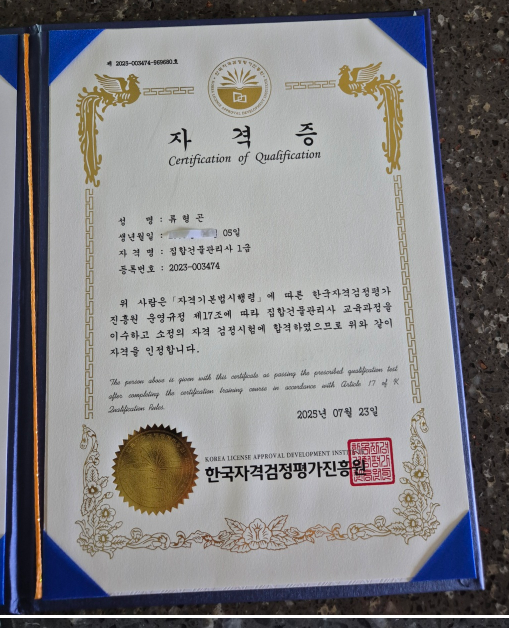 제 2025-003474-569680.호
자 격 증
Certification of Qualification
성 명 : 류형곤
생년월일 : 05일
자 격 명 : 집합건물관리사 1급
등록번호 : 2023-003474
위 사람은「자격기본법시행령」에 따른 한국자격검정평가
진흥원 운영규정 제17조에 따라 집합건물관리사 교육과정을
이수하고 소정의 자격 검정시험에 합격하였으므로 위와 같이
자격을 인정합니다.
The person above is given with this certificate as passing the prescribed qualification test
after completing the certification training course in accordance with Article 17 of
Qualification Rules.
2025년 07월 23일
KOREA LICENSE APPROVAL DEVELOPMENT
한국자격검정평가진흥원